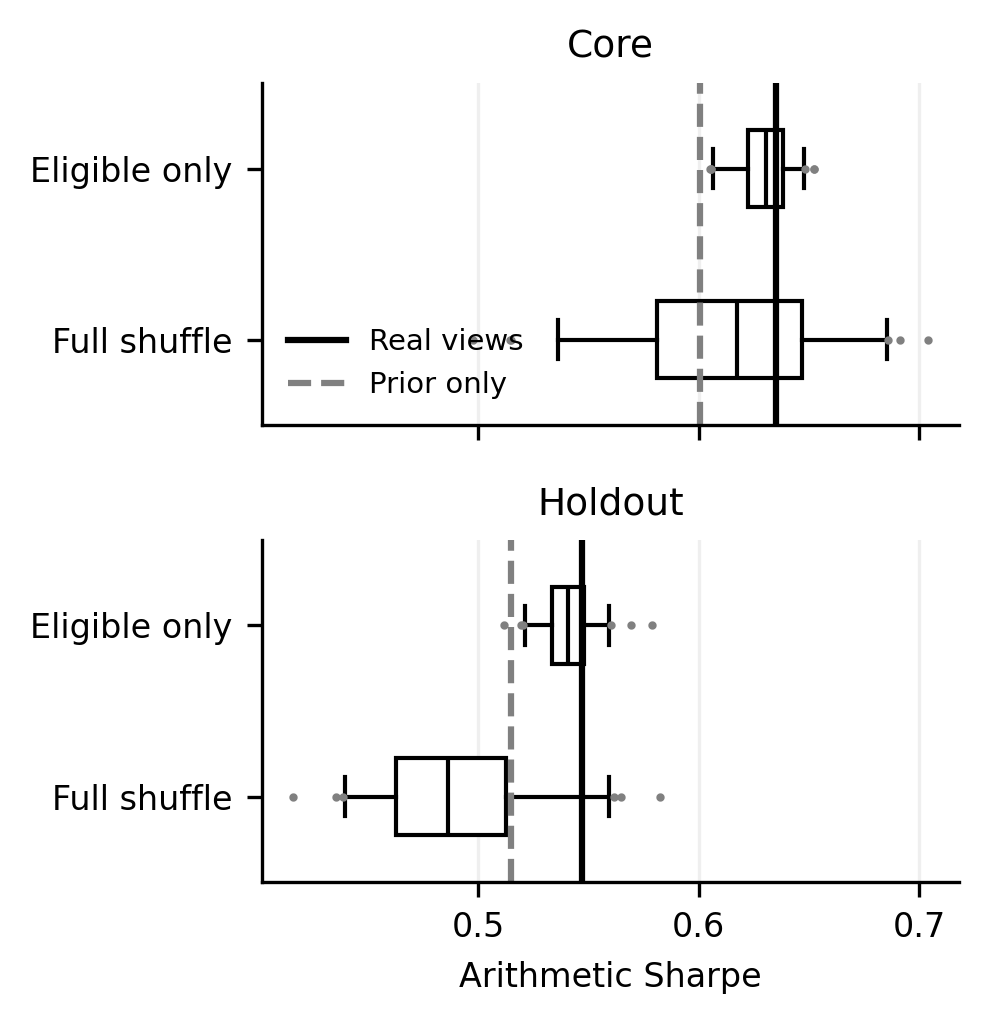 Core
Eligible only
Full shuffle
Real views
Prior only
Holdout
Eligible only
Full shuffle
0.5 0.6 0.7
Arithmetic Sharpe